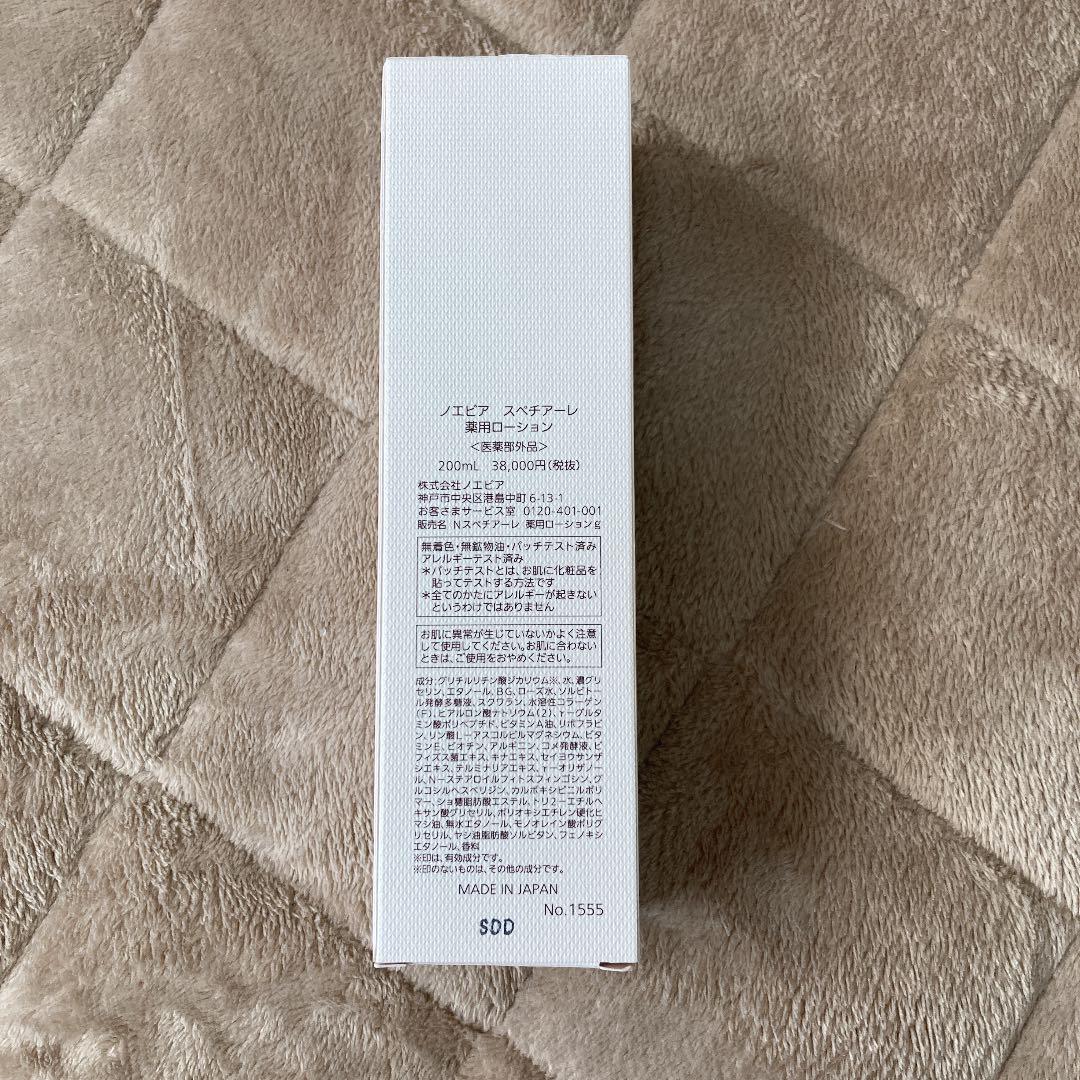 ノエビア　スペチアーレ
薬用ローション
＜医薬部外品＞
200mL　38,000円(税抜)
株式会社ノエビア
神戸市中央区港島中町6-13-1
お客さまサービス室 0120-401-001
販売名 Nスペチアーレ 薬用ローションg
無着色・無鉱物油・パッチテスト済み
アレルギーテスト済み
＊パッチテストとは、お肌に化粧品を
貼ってテストする方法です
＊全てのかたにアレルギーが起きない
というわけではありません
お肌に異常が生じていないかよく注意
して使用してください。お肌に合わない
ときは、ご使用をおやめください。
成分:グリチルリチン酸ジカリウム※、水、濃グリ
セリン、エタノール、BG、ローズ水、ソルビトー
ル発酵多糖液、スクワラン、水溶性コラーゲン
(F)、ヒアルロン酸ナトリウム(2)、γーグルタ
ミン酸ポリペプチド、ビタミンA油、リボフラビ
ン、リン酸Lーアスコルビルマグネシウム、ビタ
ミンE、ビオチン、アルギニン、コメ発酵液、ビ
フィズス菌エキス、キナエキス、セイヨウサンザ
シエキス、テルミナリアエキス、γーオリザノー
ル、Nーステアロイルフィトスフィンゴシン、グ
ルコシルヘスペリジン、カルボキシビニルポリ
マー、ショ糖脂肪酸エステル、トリ2ーエチルヘ
キサン酸グリセリル、ポリオキシエチレン硬化ヒ
マシ油、無水エタノール、モノオレイン酸ポリグ
リセリル、ヤシ油脂肪酸ソルビタン、フェノキシ
エタノール、香料
※印は、有効成分です。
※印のないものは、その他の成分です。
MADE IN JAPAN
No.1555
SDD